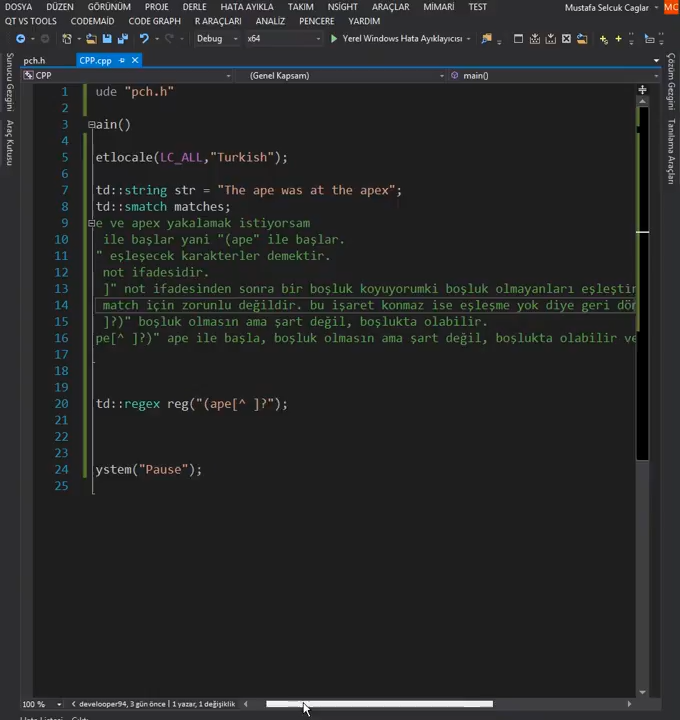 DOSYA DÜZEN GÖRÜNÜM PROJE DERLE HATA AYIKLA TAKIM NSIGHT ARAÇLAR MİMARİ TEST Mustafa Selcuk Caglar MC
QT VS TOOLS CODEMAID CODE GRAPH R ARAÇLARI ANALİZ PENCERE YARDIM
Debug x64 Yerel Windows Hata Ayıklayıcısı
pch.h CPP.cpp
CPP (Genel Kapsam) main()
Sunucu Gezgini
Araç Kutusu
Çözüm Gezgini
Tanılama Araçları
1 ude "pch.h"
2
3 ain()
4
5 etlocale(LC_ALL,"Turkish");
6
7 td::string str = "The ape was at the apex";
8 td::smatch matches;
9 e ve apex yakalamak istiyorsam
10 ile başlar yani "(ape" ile başlar.
11 " eşleşecek karakterler demektir.
12 not ifadesidir.
13 ]" not ifadesinden sonra bir boşluk koyuyorumki boşluk olmayanları eşleştir
14 match için zorunlu değildir. bu işaret konmaz ise eşleşme yok diye geri dön
15 ]?)" boşluk olmasın ama şart değil, boşlukta olabilir.
16 pe[^ ]?)" ape ile başla, boşluk olmasın ama şart değil, boşlukta olabilir ve
17
18
19
20 td::regex reg("(ape[^ ]?");
21
22
23
24 ystem("Pause");
25
100 % develooper94, 3 gün önce | 1 yazar, 1 değişiklik